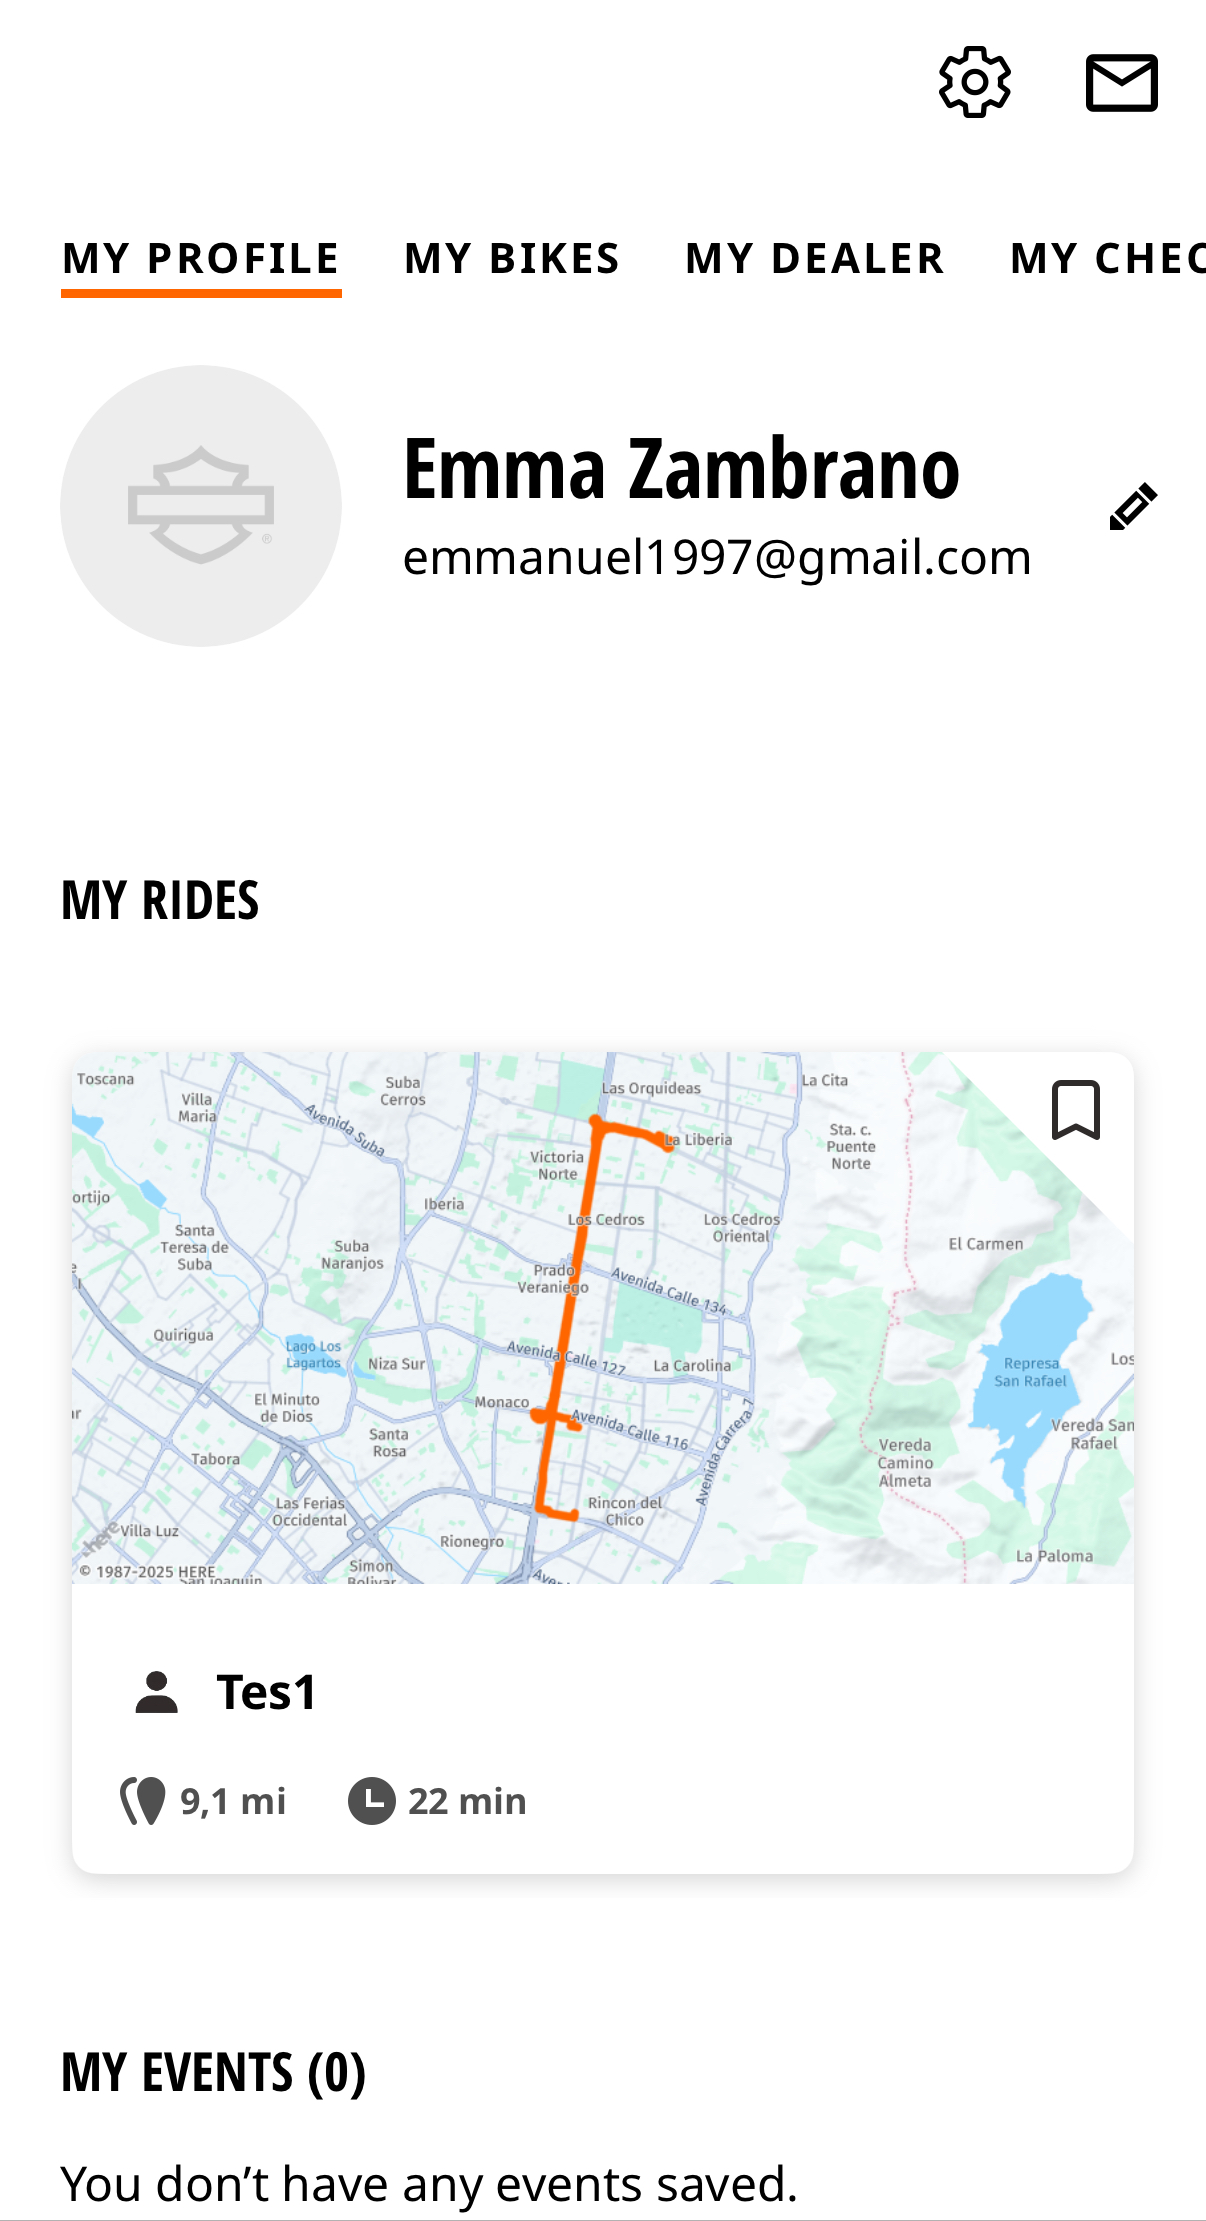 MY PROFILE MY BIKES MY DEALER MY CHEC
Emma Zambrano
emmanuel1997@gmail.com
MY RIDES
Toscana
Villa
Maria
Suba
Cerros
Avenida Suba
Las Orquideas
La Cita
La Liberia
Sta. c.
Puente
Norte
Victoria
Norte
ortijo
Iberia
Los Cedros
Los Cedros
Oriental
Santa
Teresa de
Suba
Suba
Naranjos
El Carmen
Prado
Veraniego
Avenida Calle 134
Quirigua
Lago Los
Lagartos
Niza Sur
Avenida Calle 127
La Carolina
Represa
San Rafael
Los
El Minuto
de Dios
Monaco
Avenida Calle 116
Avenida Carrera 7
Santa
Rosa
Vereda San
Rafael
Tabora
Vereda
Camino
Almeta
Las Ferias
Occidental
Rincon del
Chico
here
Villa Luz
Rionegro
La Paloma
© 1987-2025 HERE
San Joaquin
Simon
Bolivar
Tes1
9,1 mi 22 min
MY EVENTS (0)
You don’t have any events saved.